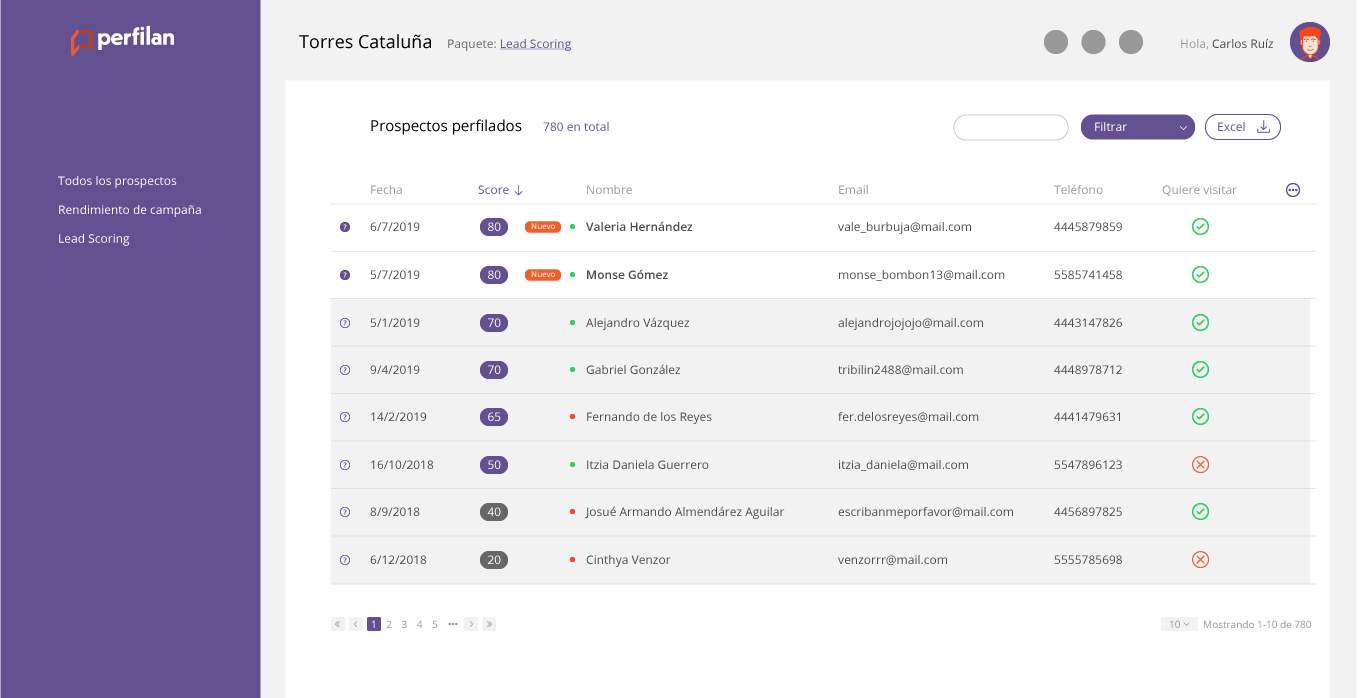 perfilan
Torres Cataluña Paquete: Lead Scoring Hola, Carlos Ruíz
Todos los prospectos
Rendimiento de campaña
Lead Scoring
Prospectos perfilados 780 en total Filtrar Excel
Fecha Score Nombre Email Teléfono Quiere visitar
? 6/7/2019 80 Nuevo Valeria Hernández vale_burbuja@mail.com 4445879859
? 5/7/2019 80 Nuevo Monse Gómez monse_bombon13@mail.com 5585741458
? 5/1/2019 70 Alejandro Vázquez alejandrojojojo@mail.com 4443147826
? 9/4/2019 70 Gabriel González tribilin2488@mail.com 4448978712
? 14/2/2019 65 Fernando de los Reyes fer.delosreyes@mail.com 4441479631
? 16/10/2018 50 Itzia Daniela Guerrero itzia_daniela@mail.com 5547896123
? 8/9/2018 40 Josué Armando Almendárez Aguilar escribanmeporfavor@mail.com 4456897825
? 6/12/2018 20 Cinthya Venzor venzorrr@mail.com 5555785698
« ‹ 1 2 3 4 5 ••• › » 10 Mostrando 1-10 de 780